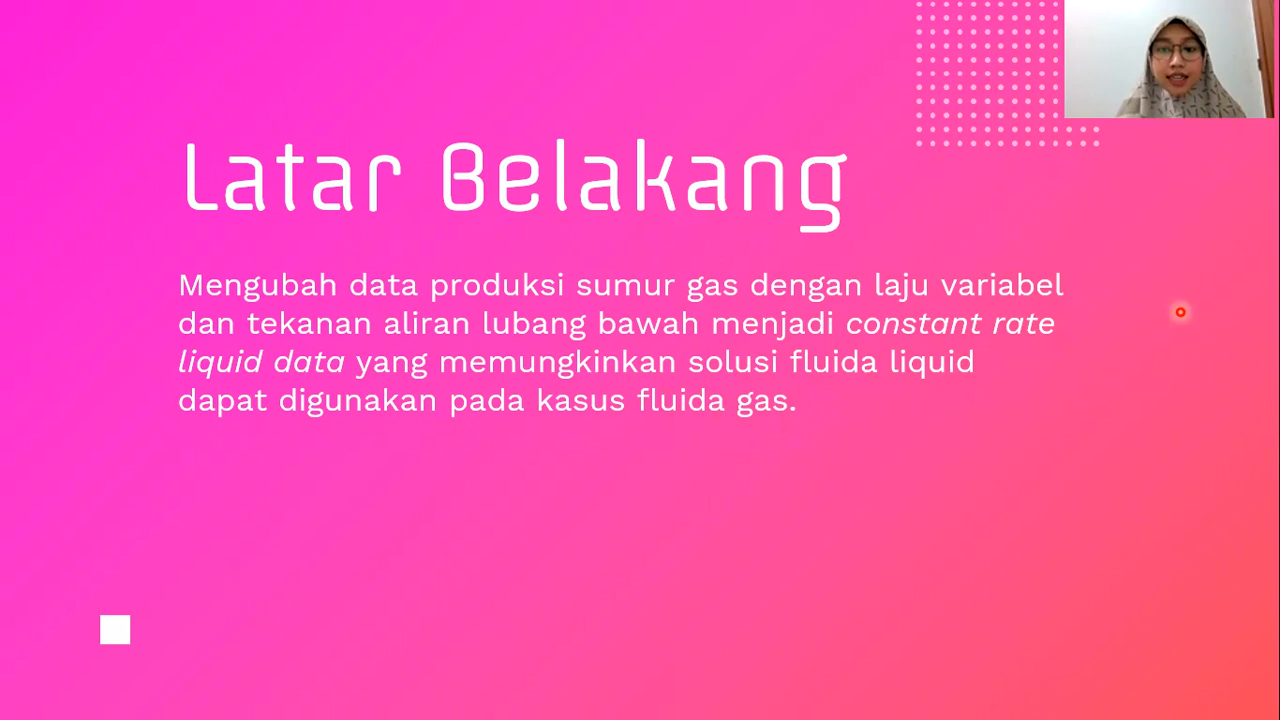 Latar Belakang
Mengubah data produksi sumur gas dengan laju variabel
dan tekanan aliran lubang bawah menjadi constant rate
liquid data yang memungkinkan solusi fluida liquid
dapat digunakan pada kasus fluida gas.